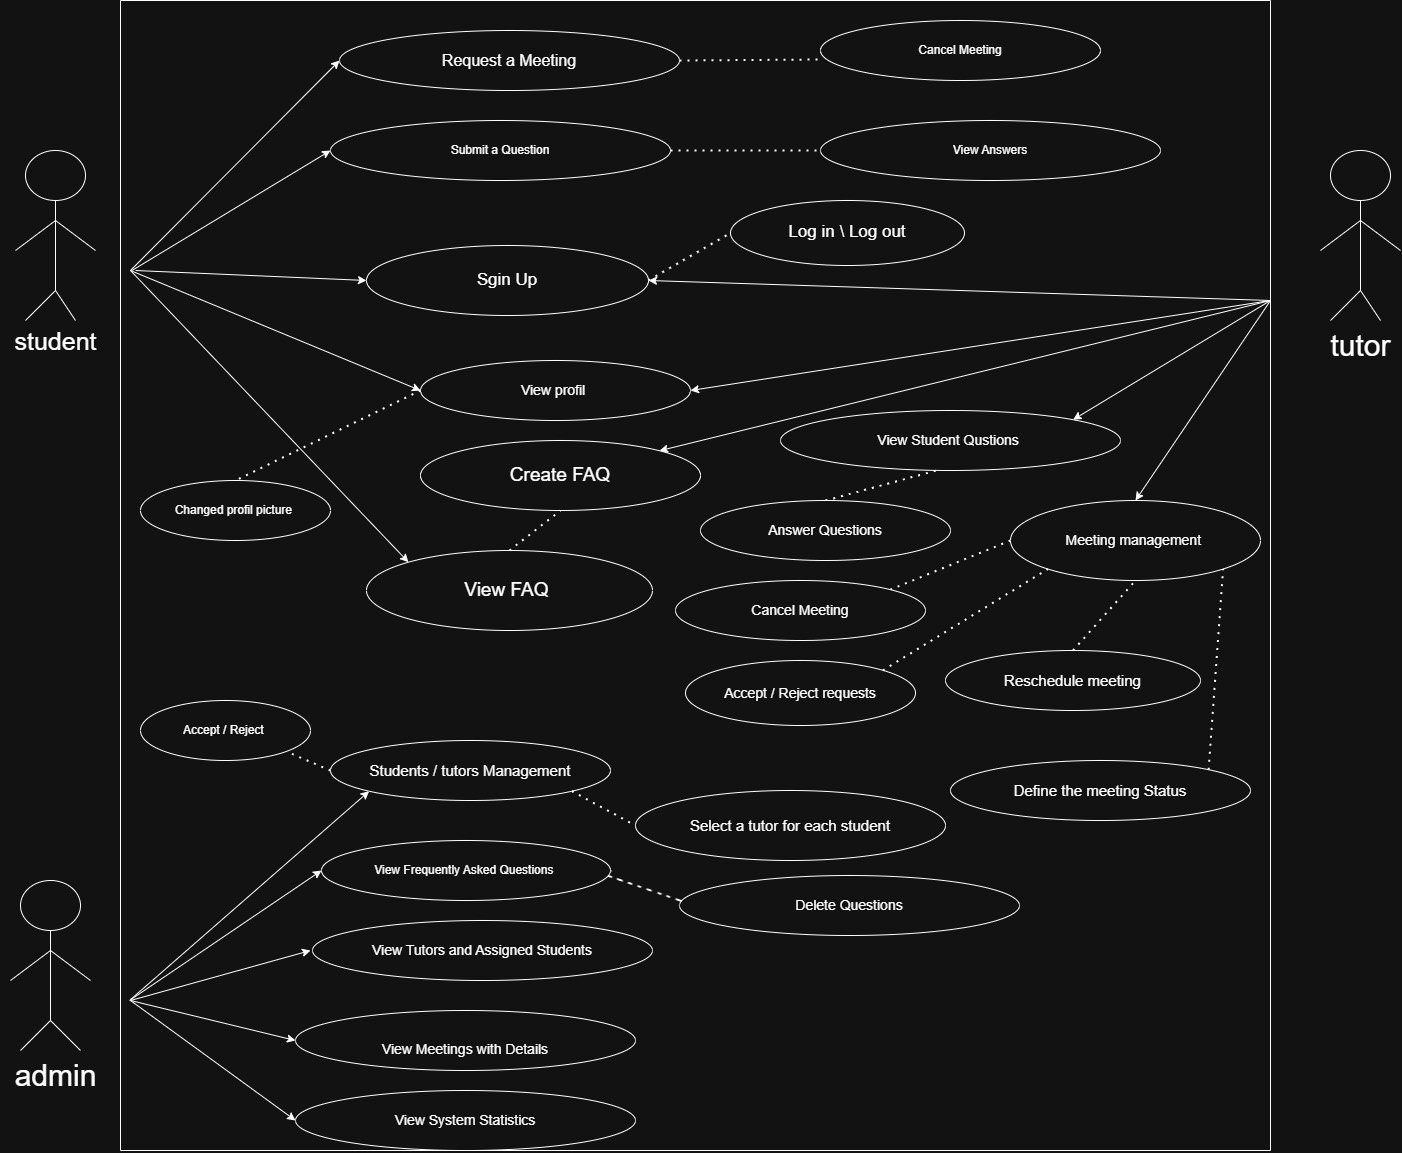 Request a Meeting
Cancel Meeting
Submit a Question
View Answers
Log in \ Log out
Sgin Up
student
tutor
View profil
View Student Qustions
Create FAQ
Changed profil picture
Answer Questions
Meeting management
View FAQ
Cancel Meeting
Accept / Reject requests
Reschedule meeting
Accept / Reject
Students / tutors Management
Define the meeting Status
Select a tutor for each student
View Frequently Asked Questions
Delete Questions
View Tutors and Assigned Students
View Meetings with Details
admin
View System Statistics